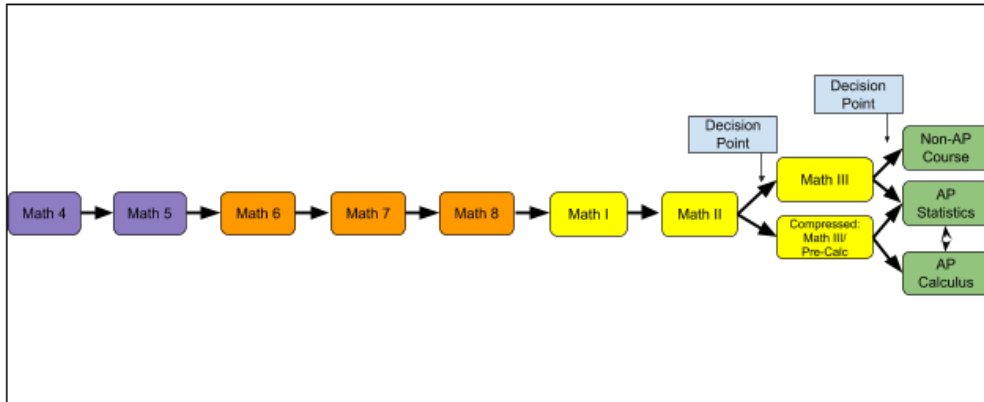 Decision
Point
Decision
Point
Non-AP
Course
Math III
Math 4
Math 5
Math 6
Math 7
Math 8
Math I
Math II
AP
Statistics
Compressed:
Math III/
Pre-Calc
AP
Calculus